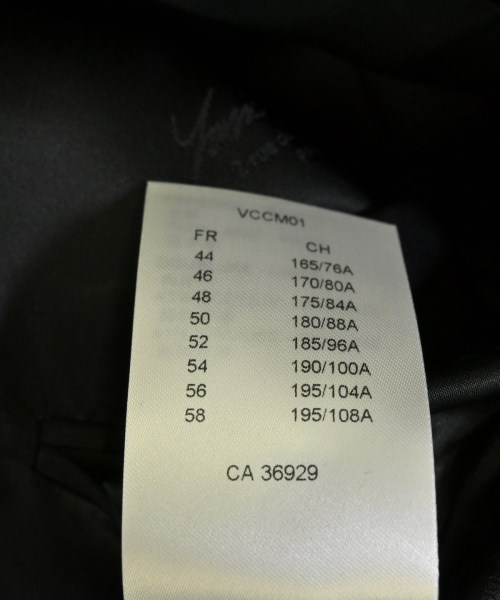 VCCM01
FR CH
44 165/76A
46 170/80A
48 175/84A
50 180/88A
52 185/96A
54 190/100A
56 195/104A
58 195/108A
CA 36929